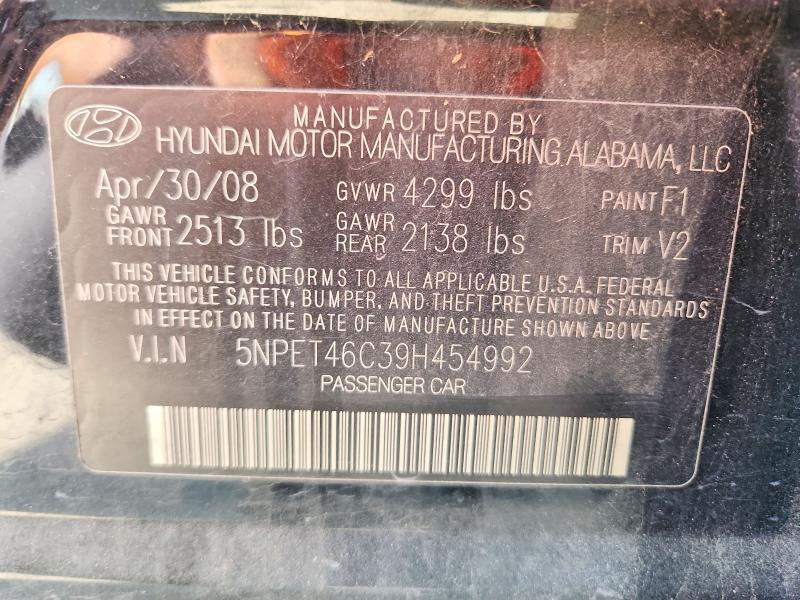 MANUFACTURED BY
HYUNDAI MOTOR MANUFACTURING ALABAMA, LLC
Apr/30/08 GVWR 4299 lbs PAINT F1
GAWR FRONT 2513 lbs GAWR REAR 2138 lbs TRIM V2
THIS VEHICLE CONFORMS TO ALL APPLICABLE U.S.A. FEDERAL
MOTOR VEHICLE SAFETY, BUMPER, AND THEFT PREVENTION STANDARDS
IN EFFECT ON THE DATE OF MANUFACTURE SHOWN ABOVE
V.I.N 5NPET46C39H454992
PASSENGER CAR